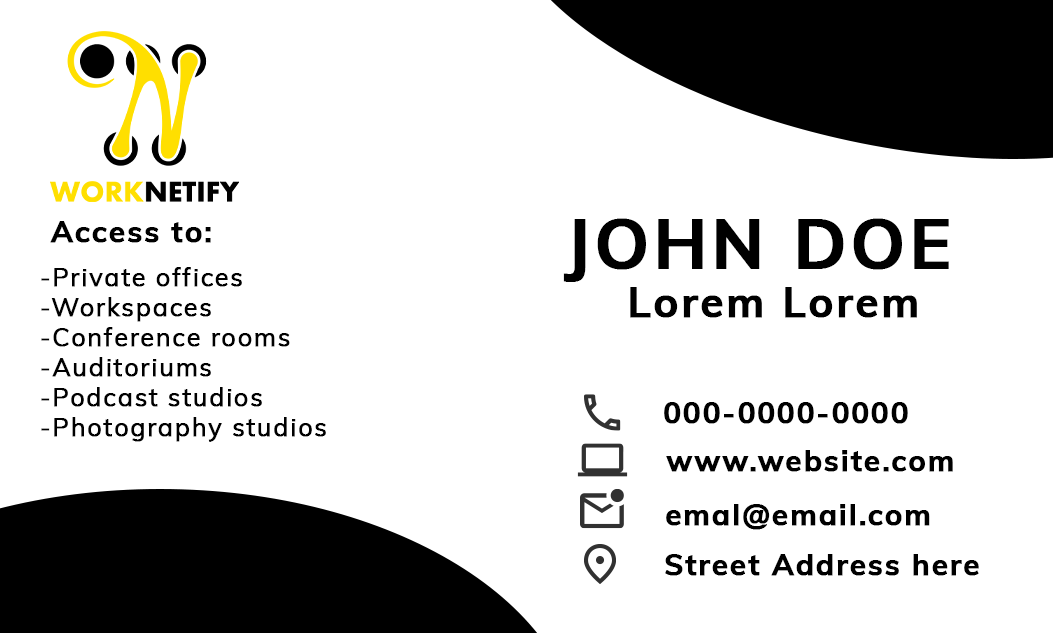 WORKNETIFY
Access to:
-Private offices
-Workspaces
-Conference rooms
-Auditoriums
-Podcast studios
-Photography studios
JOHN DOE
Lorem Lorem
000-0000-0000
www.website.com
emal@email.com
Street Address here